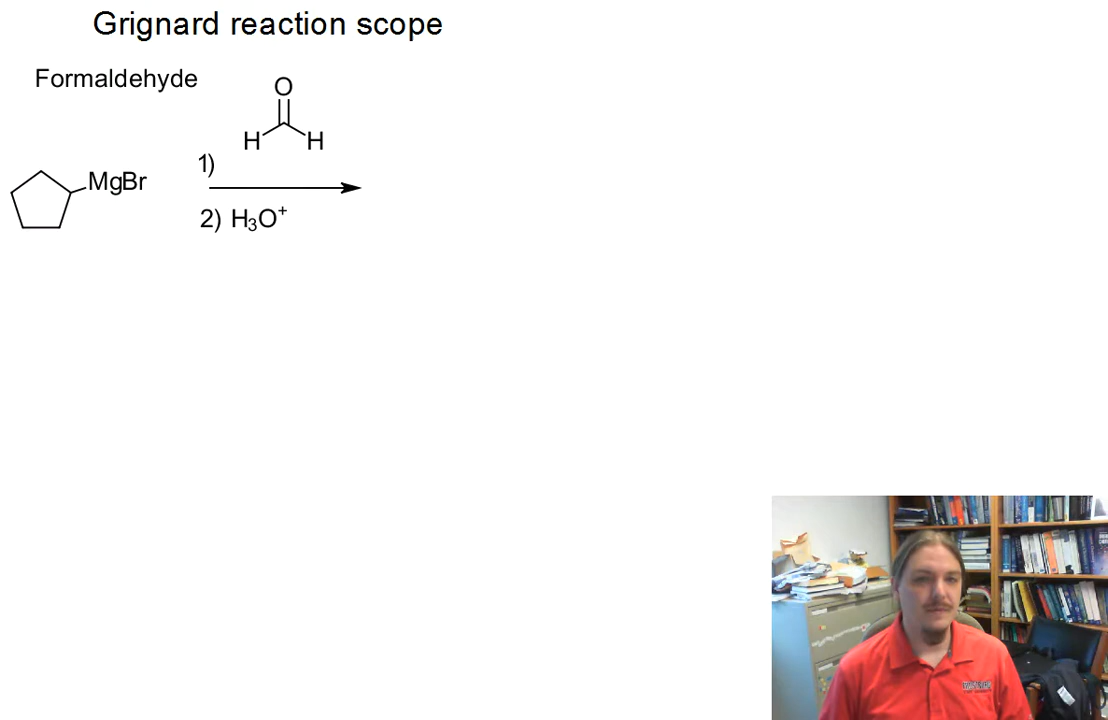 Grignard reaction scope
Formaldehyde
O
H H
1)
MgBr
2) H₃O⁺